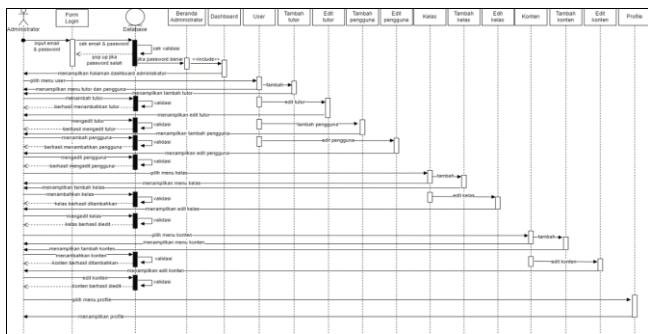 Administrator
Form
Login
Database
Beranda
Administrator
Dashboard
User
Tambah
tutor
Edit
tutor
Tambah
pengguna
Edit
pengguna
Kelas
Tambah
kelas
Edit
kelas
Konten
Tambah
konten
Edit
konten
Profile
input email
& password
cek email & password
cek validasi
pop up jika
password salah
jika password benar
<<include>>
menampilkan halaman dashboard administrator
pilih menu user
tambah
menampilkan menu tutor dan pengguna
menampilkan tambah tutor
menambah tutor
validasi
edit tutor
berhasil menambahkan tutor
menampilkan edit tutor
mengedit tutor
validasi
tambah pengguna
berhasil mengedit tutor
menampilkan tambah pengguna
menambah pengguna
validasi
edit pengguna
berhasil menambahkan pengguna
menampilkan edit pengguna
mengedit pengguna
validasi
berhasil mengedit pengguna
pilih menu kelas
tambah
menampilkan menu kelas
menampilkan tambah kelas
menambahkan kelas
validasi
edit kelas
kelas berhasil ditambahkan
menampilkan edit kelas
mengedit kelas
validasi
kelas berhasil diedit
pilih menu konten
tambah
menampilkan menu konten
menampilkan tambah konten
menambahkan konten
validasi
edit konten
konten berhasil ditambahkan
menampilkan edit konten
edit konten
validasi
konten berhasil diedit
pilih menu profile
menampilkan profile